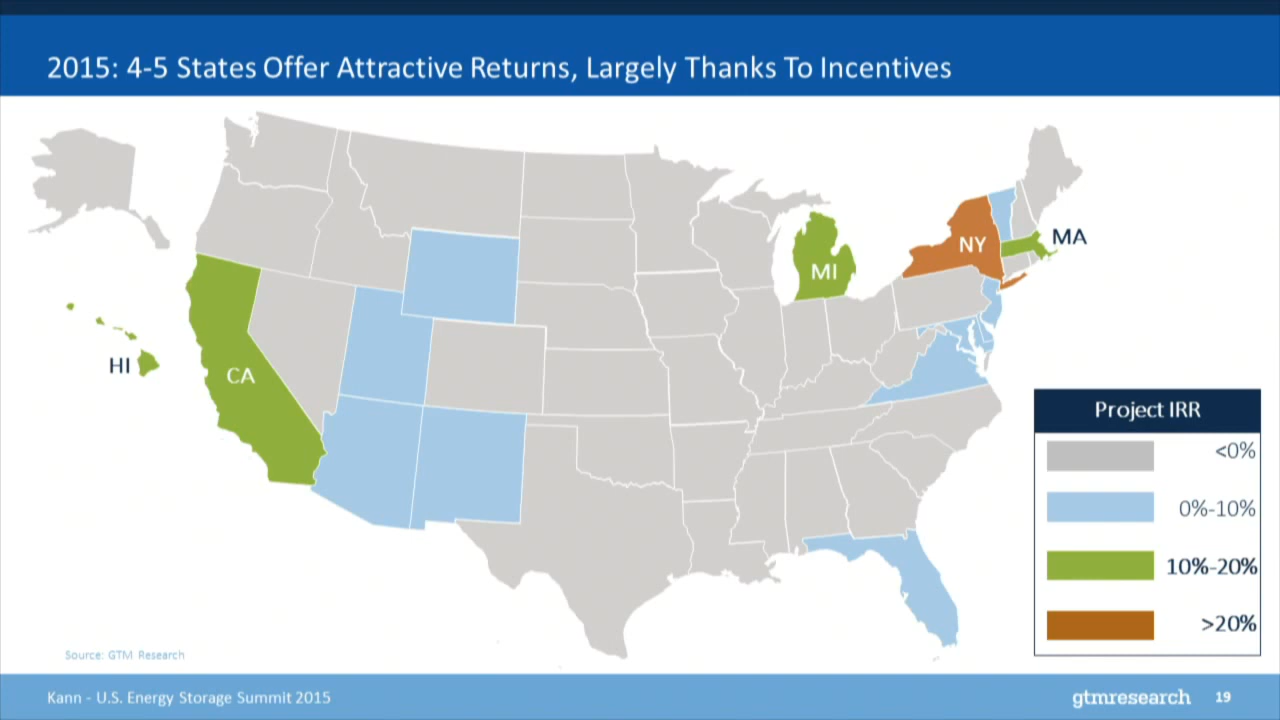 2015: 4-5 States Offer Attractive Returns, Largely Thanks To Incentives
NY
MA
MI
HI
CA
Project IRR
<0%
0%-10%
10%-20%
>20%
Source: GTM Research
Kann - U.S. Energy Storage Summit 2015
gtmresearch 19